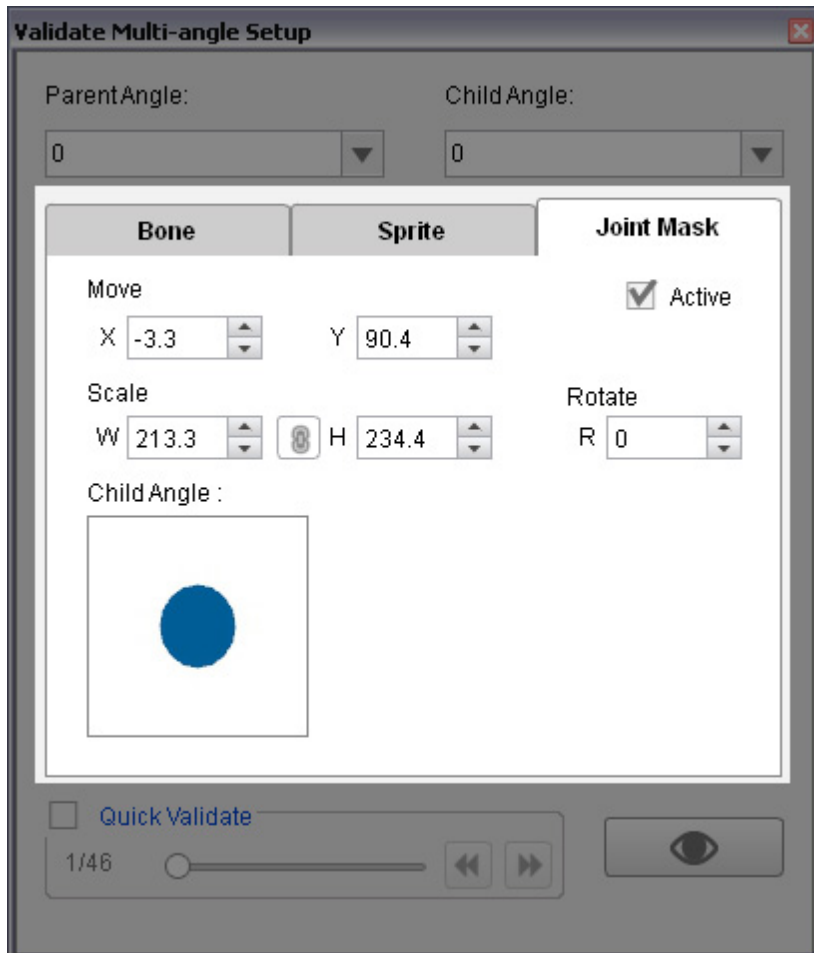 Validate Multi-angle Setup
Parent Angle: Child Angle:
0 0
Bone Sprite Joint Mask
Move Active
X -3.3 Y 90.4
Scale Rotate
W 213.3 H 234.4 R 0
Child Angle :
Quick Validate
1/46